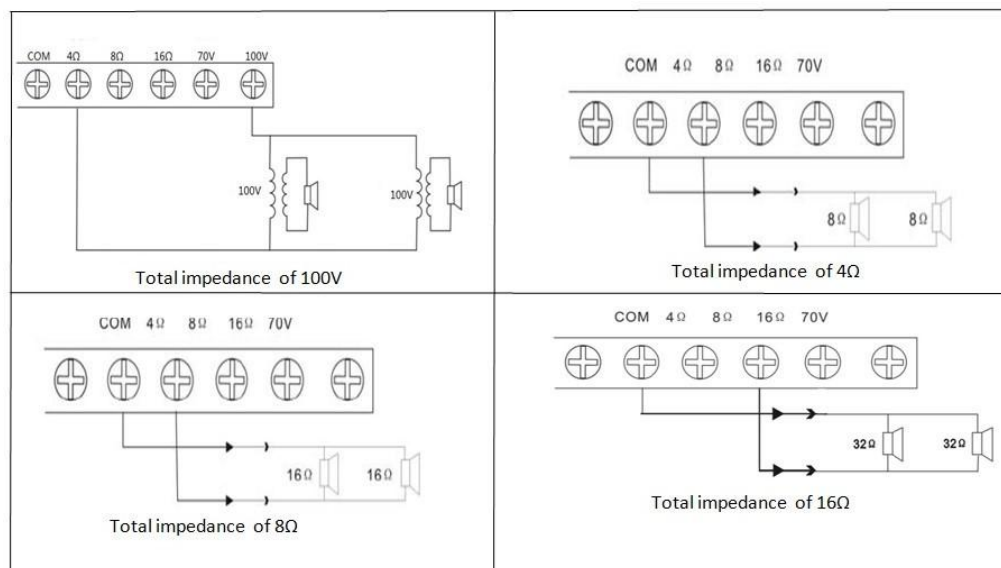 COM 4Ω 8Ω 16Ω 70V 100V
100V 100V
Total impedance of 100V
COM 4Ω 8Ω 16Ω 70V
8Ω 8Ω
Total impedance of 4Ω
COM 4Ω 8Ω 16Ω 70V
16Ω 16Ω
Total impedance of 8Ω
COM 4Ω 8Ω 16Ω 70V
32Ω 32Ω
Total impedance of 16Ω